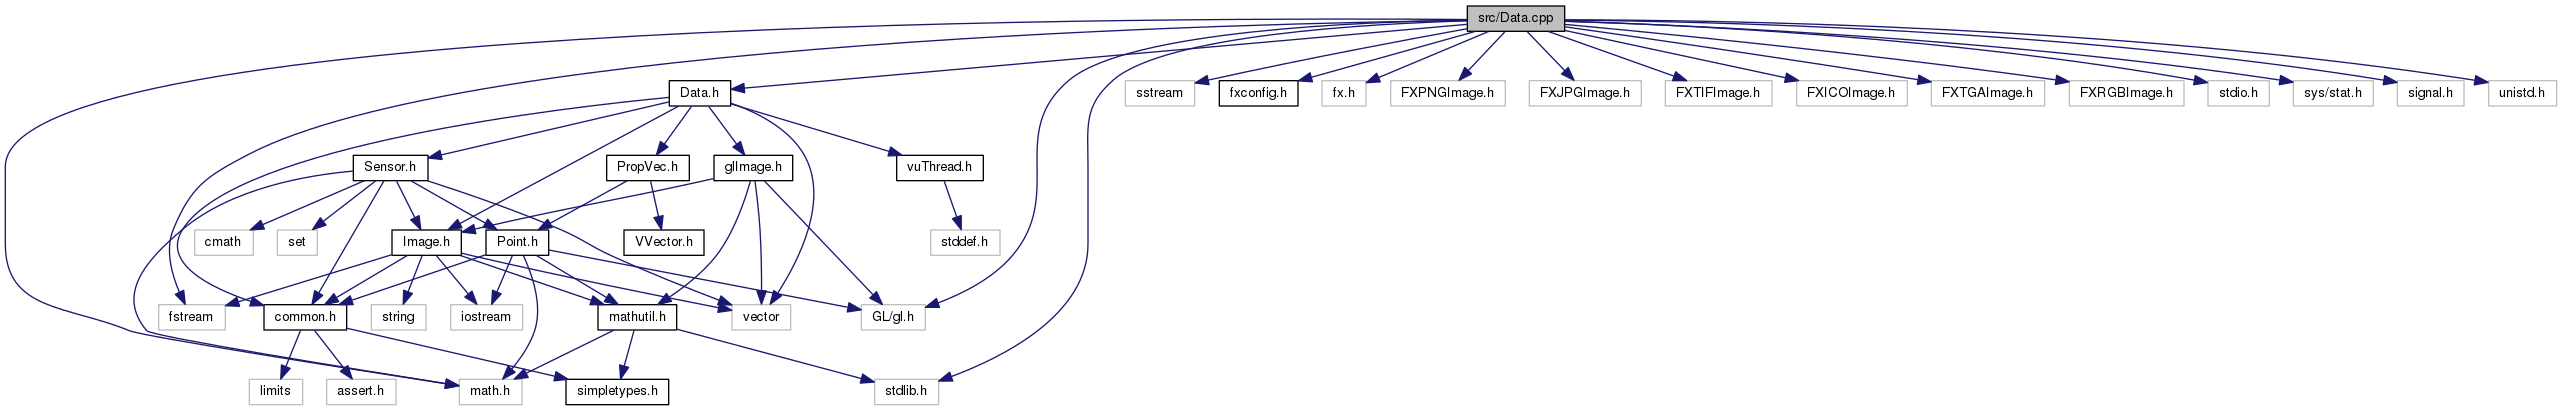 src/Data.cpp
Data.h
sstream
fxconfig.h
fx.h
FXPNGImage.h
FXJPGImage.h
FXTIFImage.h
FXICOImage.h
FXTGAImage.h
FXRGBImage.h
stdio.h
sys/stat.h
signal.h
unistd.h
Sensor.h
PropVec.h
glImage.h
vuThread.h
cmath
set
Image.h
Point.h
VVector.h
stddef.h
fstream
common.h
string
iostream
mathutil.h
vector
GL/gl.h
limits
assert.h
math.h
simpletypes.h
stdlib.h